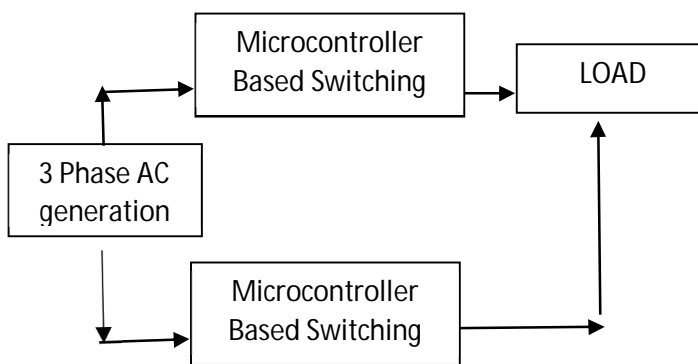 Microcontroller
Based Switching
LOAD
3 Phase AC
generation
Microcontroller
Based Switching